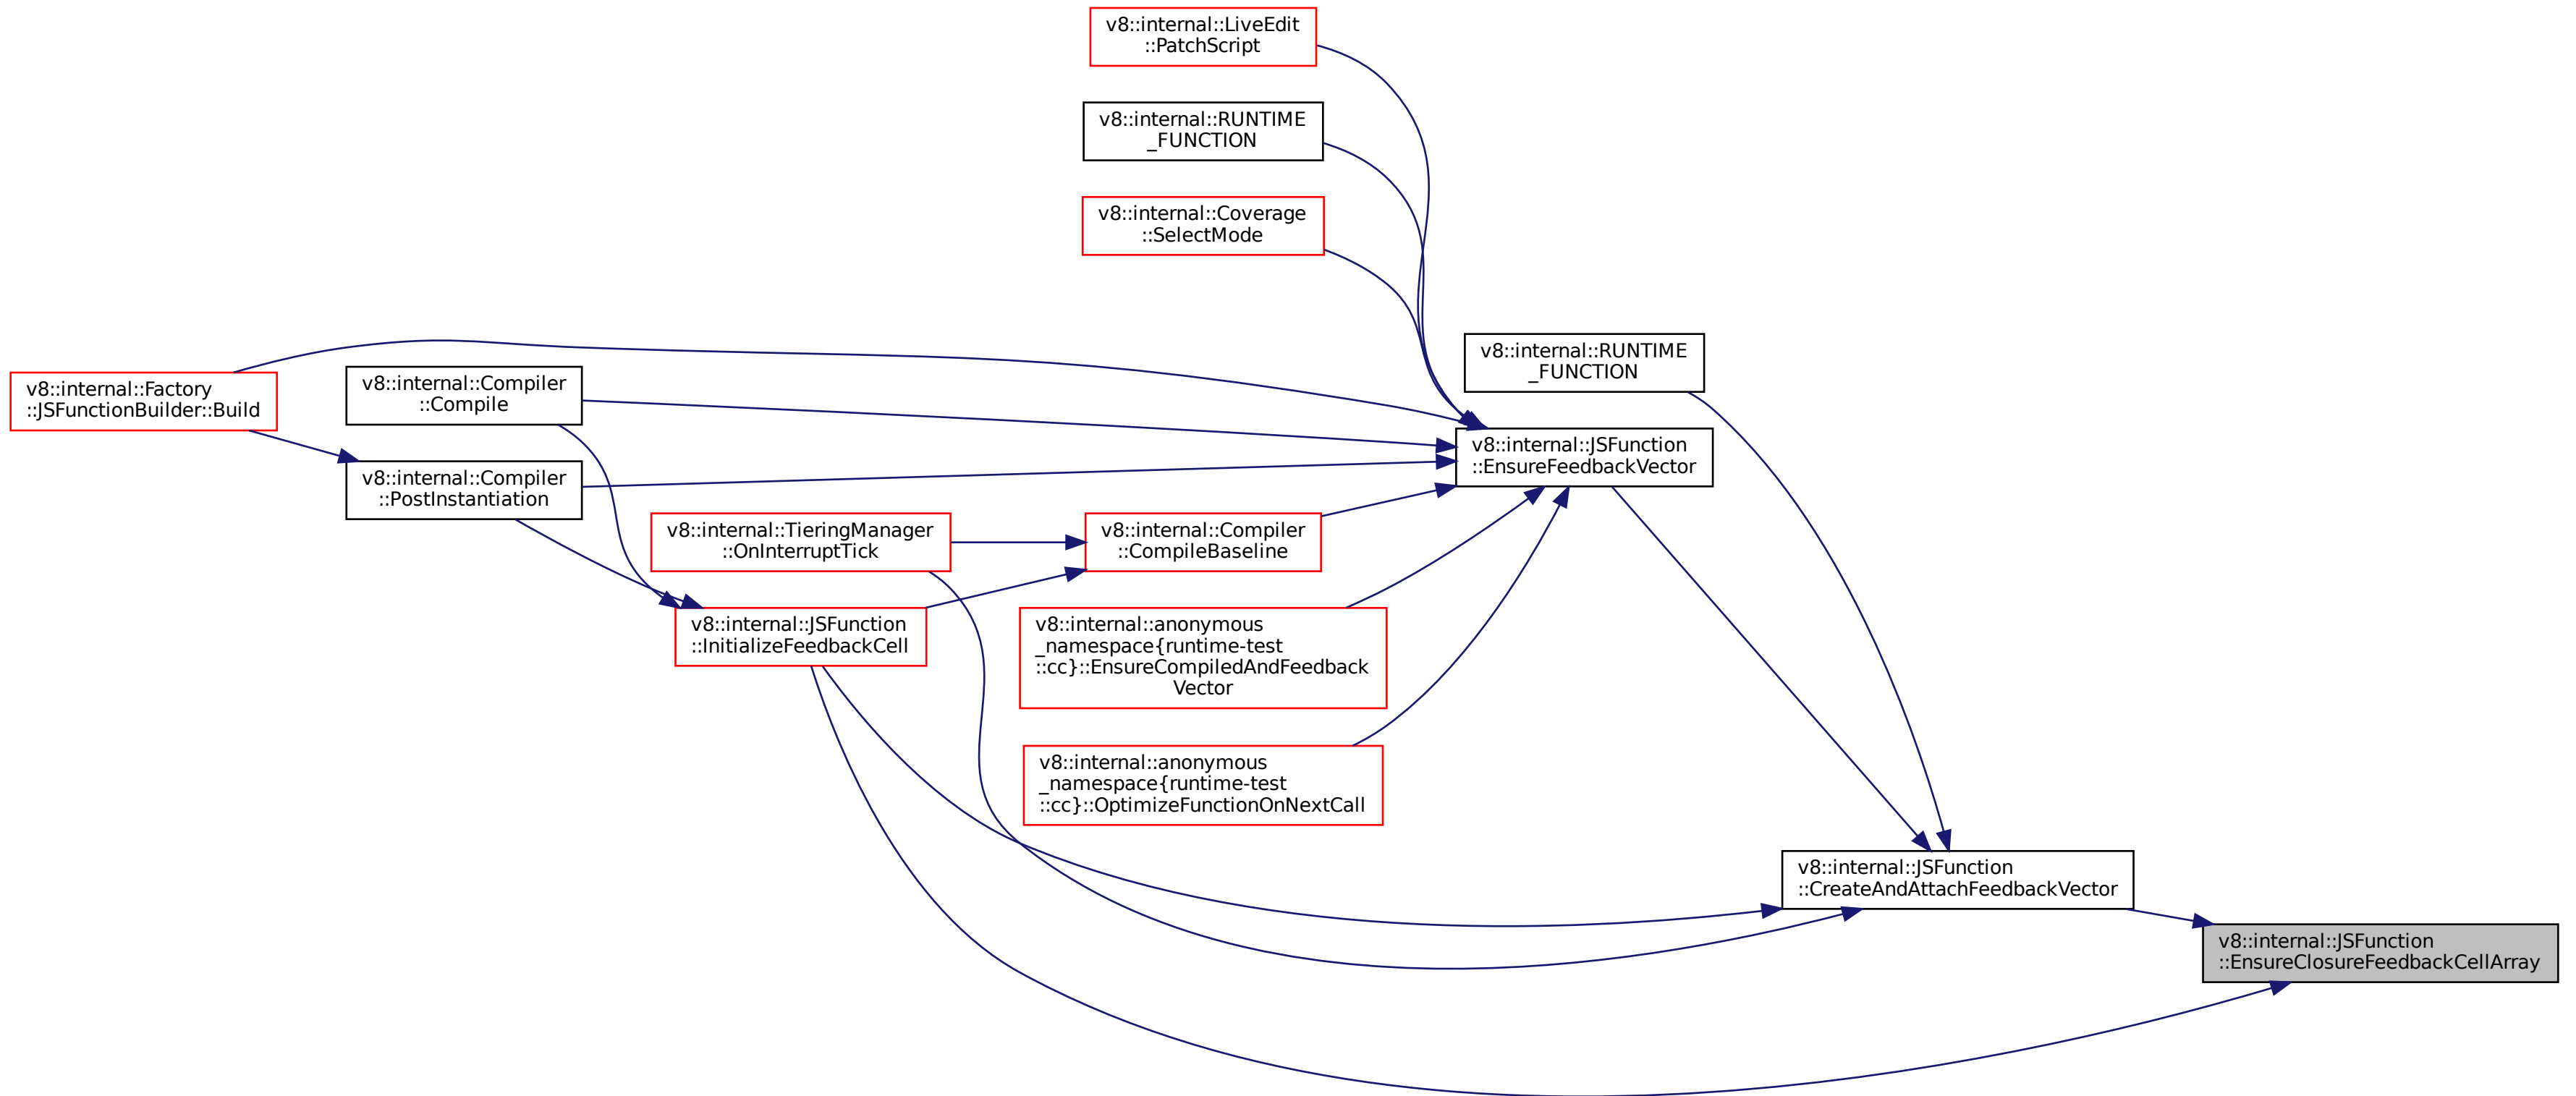 v8::internal::LiveEdit
::PatchScript
v8::internal::RUNTIME
_FUNCTION
v8::internal::Coverage
::SelectMode
v8::internal::RUNTIME
_FUNCTION
v8::internal::Factory
::JSFunctionBuilder::Build
v8::internal::Compiler
::Compile
v8::internal::JSFunction
::EnsureFeedbackVector
v8::internal::Compiler
::PostInstantiation
v8::internal::TieringManager
::OnInterruptTick
v8::internal::Compiler
::CompileBaseline
v8::internal::JSFunction
::InitializeFeedbackCell
v8::internal::anonymous
_namespace{runtime-test
::cc}::EnsureCompiledAndFeedback
Vector
v8::internal::anonymous
_namespace{runtime-test
::cc}::OptimizeFunctionOnNextCall
v8::internal::JSFunction
::CreateAndAttachFeedbackVector
v8::internal::JSFunction
::EnsureClosureFeedbackCellArray